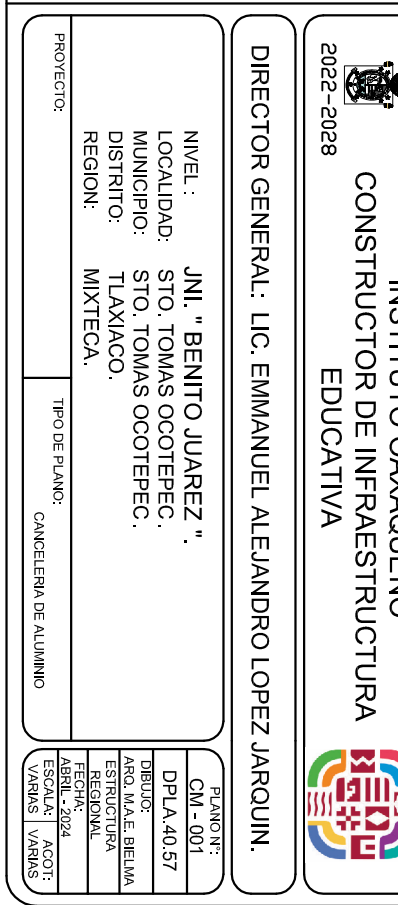 INSTITUTO OAXAQUEÑO
CONSTRUCTOR DE INFRAESTRUCTURA
EDUCATIVA
2022-2028
DIRECTOR GENERAL: LIC. EMMANUEL ALEJANDRO LOPEZ JARQUIN.
NIVEL : JNI. " BENITO JUAREZ ".
LOCALIDAD: STO. TOMAS OCOTEPEC .
MUNICIPIO: STO. TOMAS OCOTEPEC .
DISTRITO: TLAXIACO.
REGION: MIXTECA.
PROYECTO:
TIPO DE PLANO:
CANCELERIA DE ALUMINIO
PLANO N°:
CM - 001
DPLA:40.57
DIBUJO:
ARQ. M.A.E. BIELMA
ESTRUCTURA
REGIONAL
FECHA:
ABRIL - 2024
ESCALA: ACOT:
VARIAS VARIAS